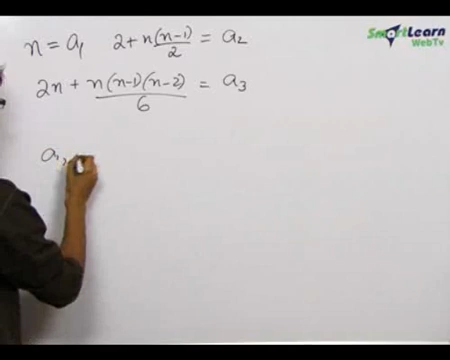 n = a₁ 2 + n(n-1)/2 = a₂
SmartLearn
WebTv
2n + n(n-1)(n-2)/6 = a₃
a₁,